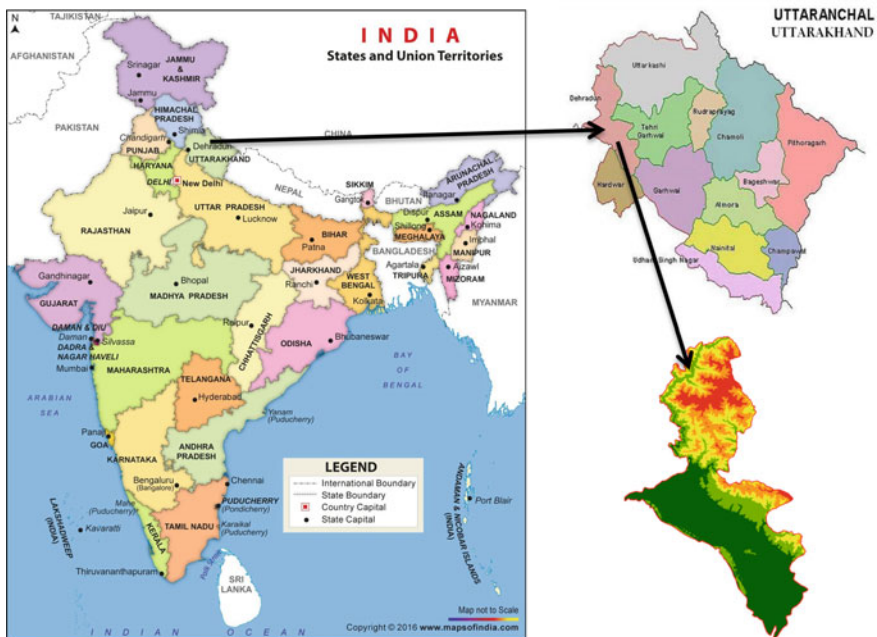 TAJIKISTAN
N
AFGHANISTAN
INDIA
States and Union Territories
JAMMU
&
KASHMIR
Srinagar
Jammu
HIMACHAL
PRADESH
Shimla
PAKISTAN
Chandigarh
PUNJAB
Dehradun
UTTARAKHAND
CHINA
HARYANA
DELHI
New Delhi
NEPAL
SIKKIM
Gangtok
BHUTAN
ARUNACHAL
PRADESH
Itanagar
Jaipur
UTTAR PRADESH
Lucknow
Dispur
ASSAM
NAGALAND
Kohima
RAJASTHAN
BIHAR
Patna
Shillong
MEGHALAYA
Imphal
MANIPUR
BANGLADESH
Gandhinagar
Bhopal
MADHYA PRADESH
JHARKHAND
Ranchi
WEST
BENGAL
Kolkata
Agartala
TRIPURA
Aizawl
MIZORAM
GUJARAT
MYANMAR
DAMAN & DIU
Daman
Silvassa
DADRA &
NAGAR HAVELI
Raipur
CHHATTISGARH
Bhubaneswar
ODISHA
Mumbai
MAHARASHTRA
BAY
OF
BENGAL
ARABIAN
SEA
TELANGANA
Hyderabad
Yanam
(Puducherry)
Panaji
GOA
KARNATAKA
ANDHRA
PRADESH
Bengaluru
(Bangalore)
Chennai
LEGEND
International Boundary
State Boundary
Country Capital
State Capital
ANDAMAN & NICOBAR ISLANDS
(INDIA)
Port Blair
Mahe
(Puducherry)
PUDUCHERRY
(Pondicherry)
LAKSHADWEEP
(INDIA)
Kavaratti
KERALA
TAMIL NADU
Karaikal
(Puducherry)
Thiruvananthapuram
SRI
LANKA
Map not to Scale
Copyright © 2016 www.mapsofindia.com
INDIAN OCEAN
UTTARANCHAL
UTTARAKHAND
Uttarkashi
Dehradun
Rudraprayag
Tehri
Garhwal
Chamoli
Pithoragarh
Hardwar
Garhwal
Bageshwar
Almora
Nainital
Champawat
Udham Singh Nagar